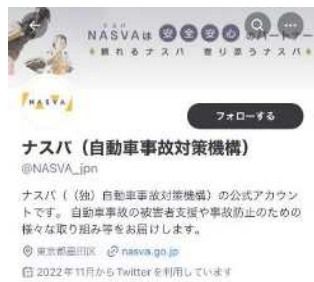 NASVAは安全安心のパートナー
頼れるナスバ 寄り添うナスバ
NASVA
フォローする
ナスバ（自動車事故対策機構）
@NASVA_jpn
ナスバ（（独）自動車事故対策機構）の公式アカウン
トです。 自動車事故の被害者支援や事故防止のための
様々な取り組み等をお届けします。
東京都墨田区 nasva.go.jp
2022年11月からTwitterを利用しています